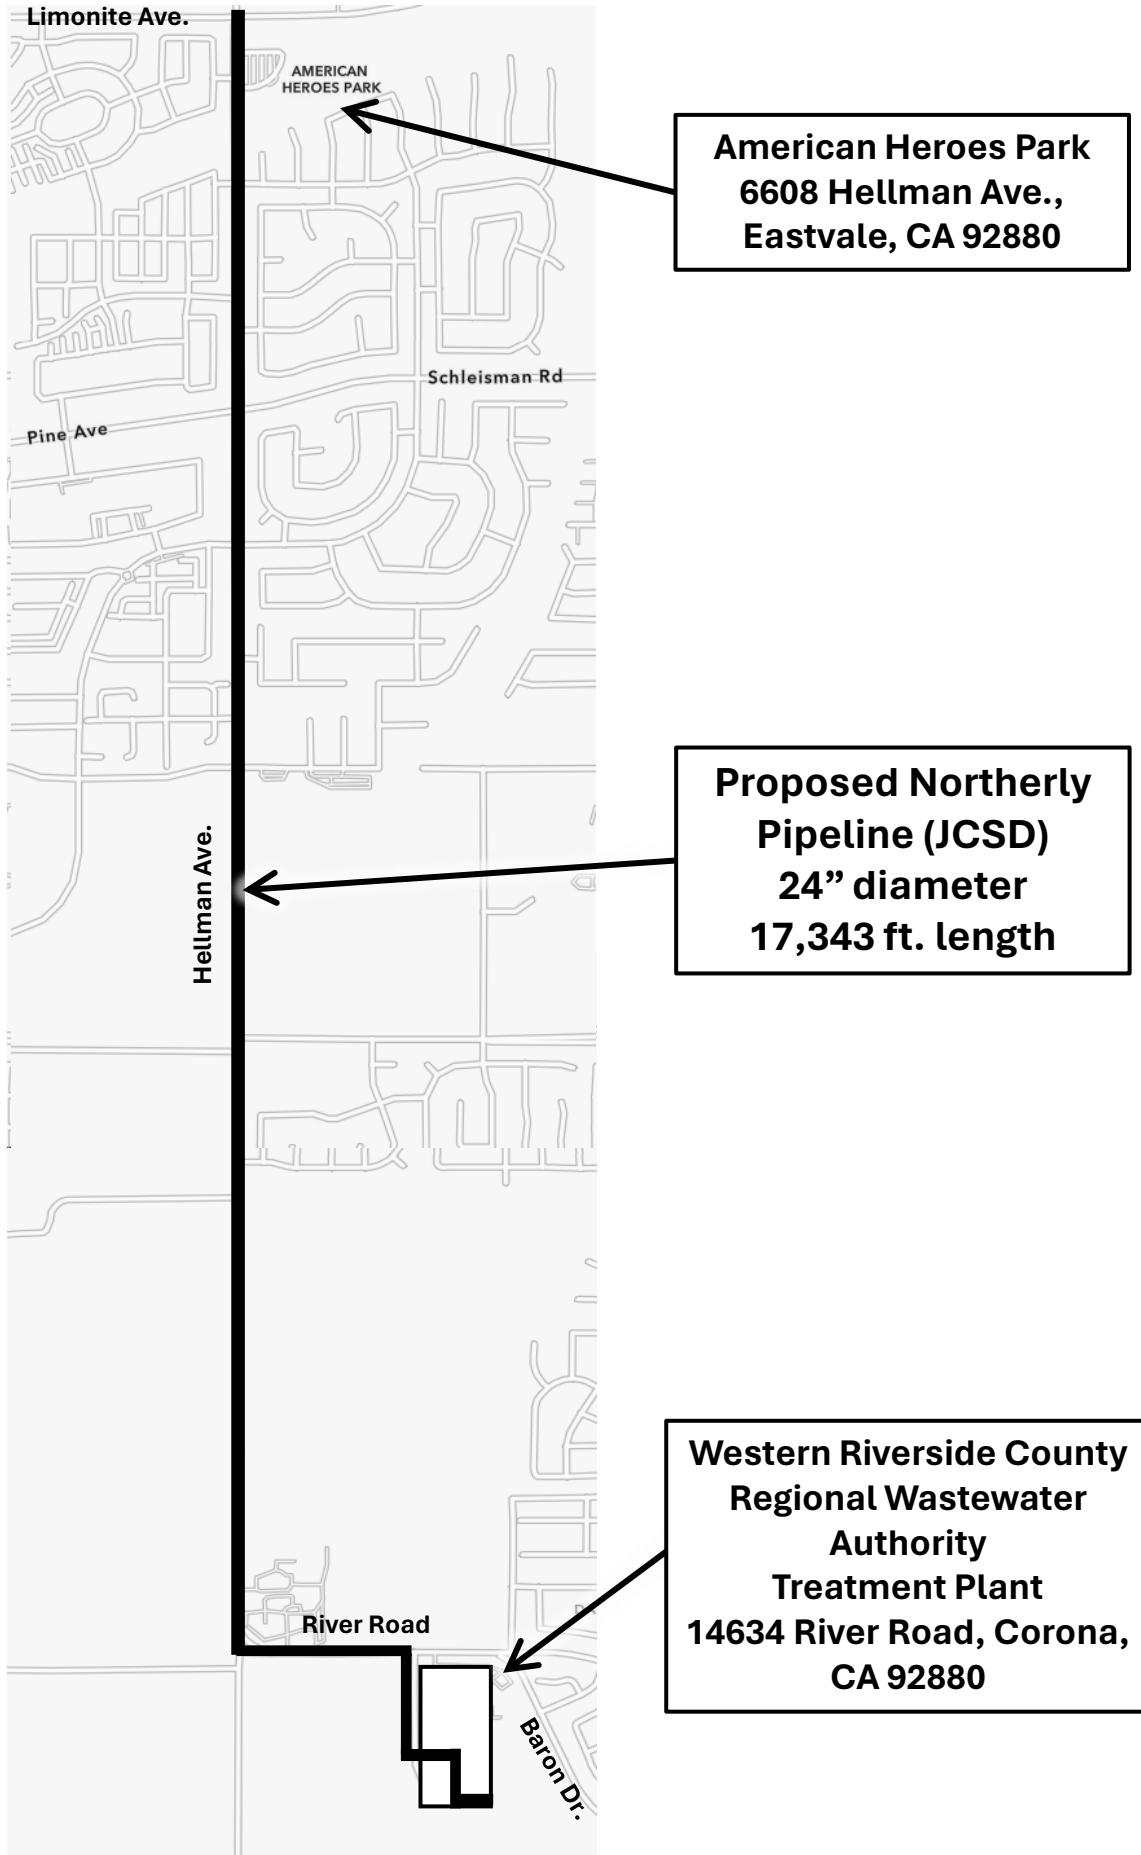 Limonite Ave.
AMERICAN
HEROES PARK
American Heroes Park
6608 Hellman Ave.,
Eastvale, CA 92880
Schleisman Rd
Pine Ave
Proposed Northerly
Pipeline (JCSD)
24” diameter
17,343 ft. length
Hellman Ave.
Western Riverside County
Regional Wastewater
Authority
Treatment Plant
14634 River Road, Corona,
CA 92880
River Road
Baron Dr.